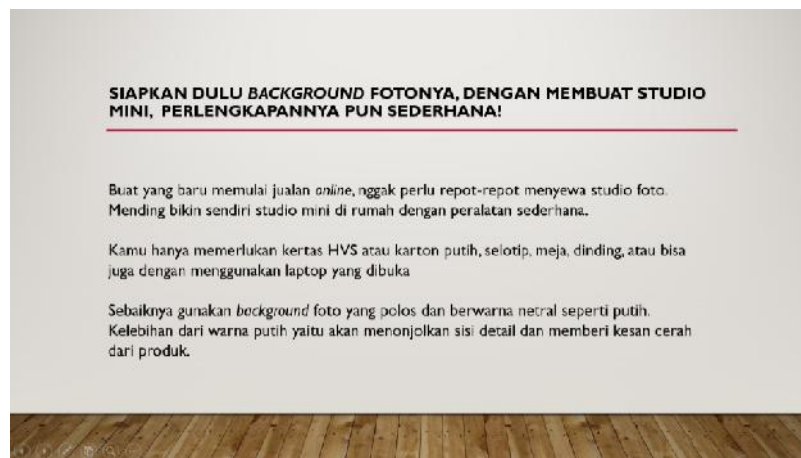 SIAPKAN DULU BACKGROUND FOTONYA, DENGAN MEMBUAT STUDIO
MINI, PERLENGKAPANNYA PUN SEDERHANA!
Buat yang baru memulai jualan online, nggak perlu repot-repot menyewa studio foto.
Mending bikin sendiri studio mini di rumah dengan peralatan sederhana.
Kamu hanya memerlukan kertas HVS atau karton putih, selotip, meja, dinding, atau bisa
juga dengan menggunakan laptop yang dibuka
Sebaiknya gunakan background foto yang polos dan berwarna netral seperti putih.
Kelebihan dari warna putih yaitu akan menonjolkan sisi detail dan memberi kesan cerah
dari produk.